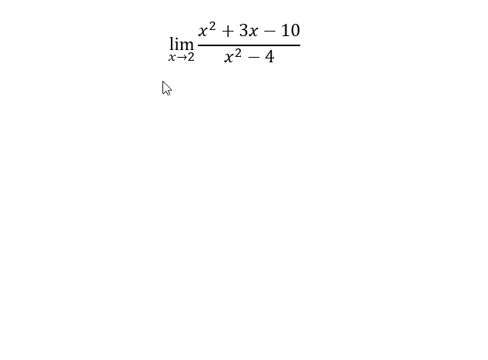 lim x→2 (x² + 3x − 10)/(x² − 4)